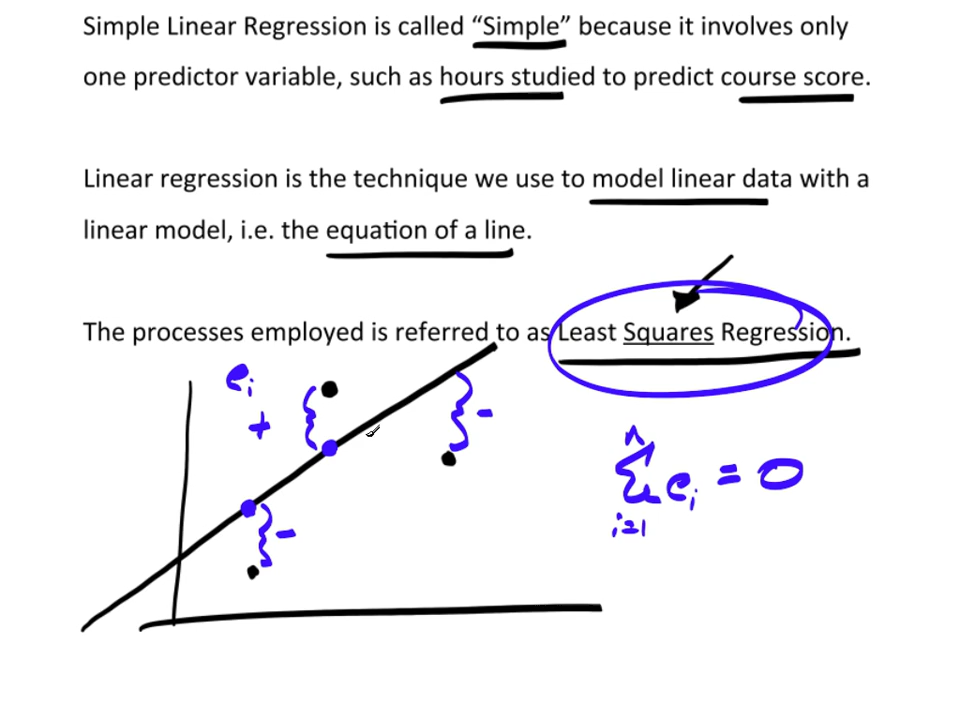 Simple Linear Regression is called “Simple” because it involves only
one predictor variable, such as hours studied to predict course score.
Linear regression is the technique we use to model linear data with a
linear model, i.e. the equation of a line.
The processes employed is referred to as Least Squares Regression.
eᵢ
+
-
-
n
Σ eᵢ = 0
i=1